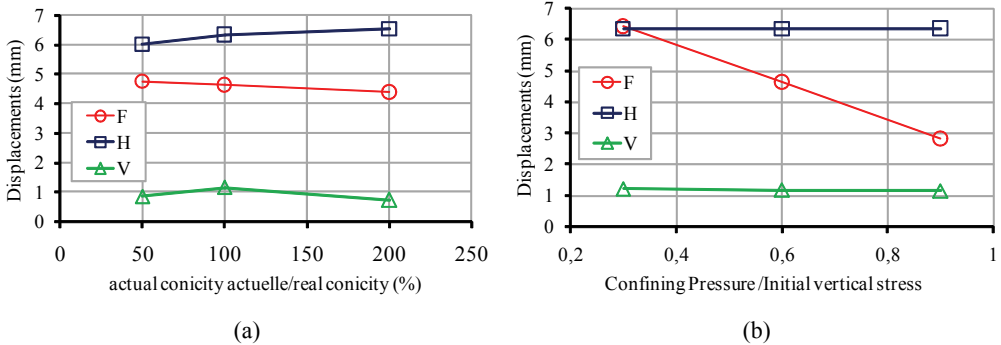 7
6
5
4
3
2
1
0
Displacements (mm)
F
H
V
0 50 100 150 200 250
actual conicity actuelle/real conicity (%)
(a)
7
6
5
4
3
2
1
0
Displacements (mm)
F
H
V
0,2 0,4 0,6 0,8 1
Confining Pressure /Initial vertical stress
(b)